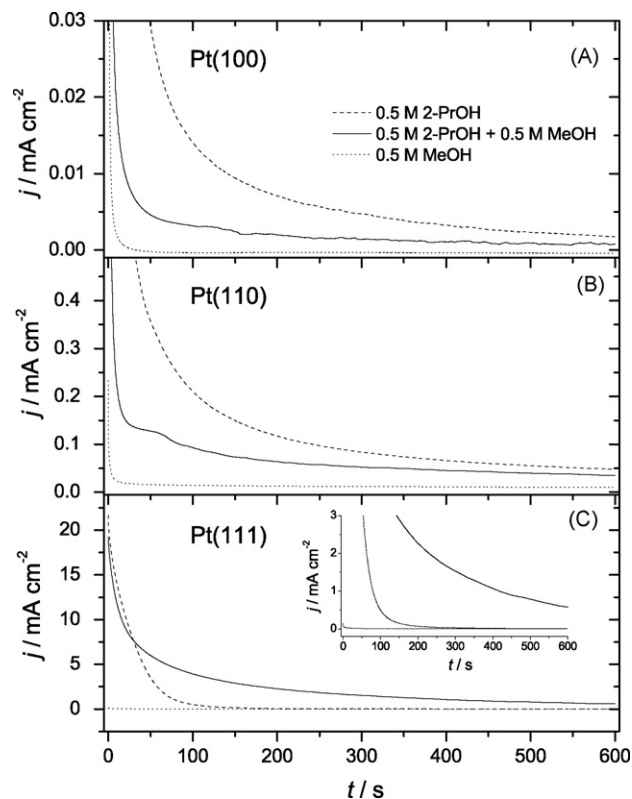 0.03
0.02
0.01
0.00
j / mA cm-2
Pt(100)
(A)
0.5 M 2-PrOH
0.5 M 2-PrOH + 0.5 M MeOH
0.5 M MeOH
0.4
0.3
0.2
0.1
0.0
j / mA cm-2
Pt(110)
(B)
20
15
10
5
0
j / mA cm-2
Pt(111)
(C)
3
2
1
0
j / mA cm-2
0 100 200 300 400 500 600
t / s
0 100 200 300 400 500 600
t / s